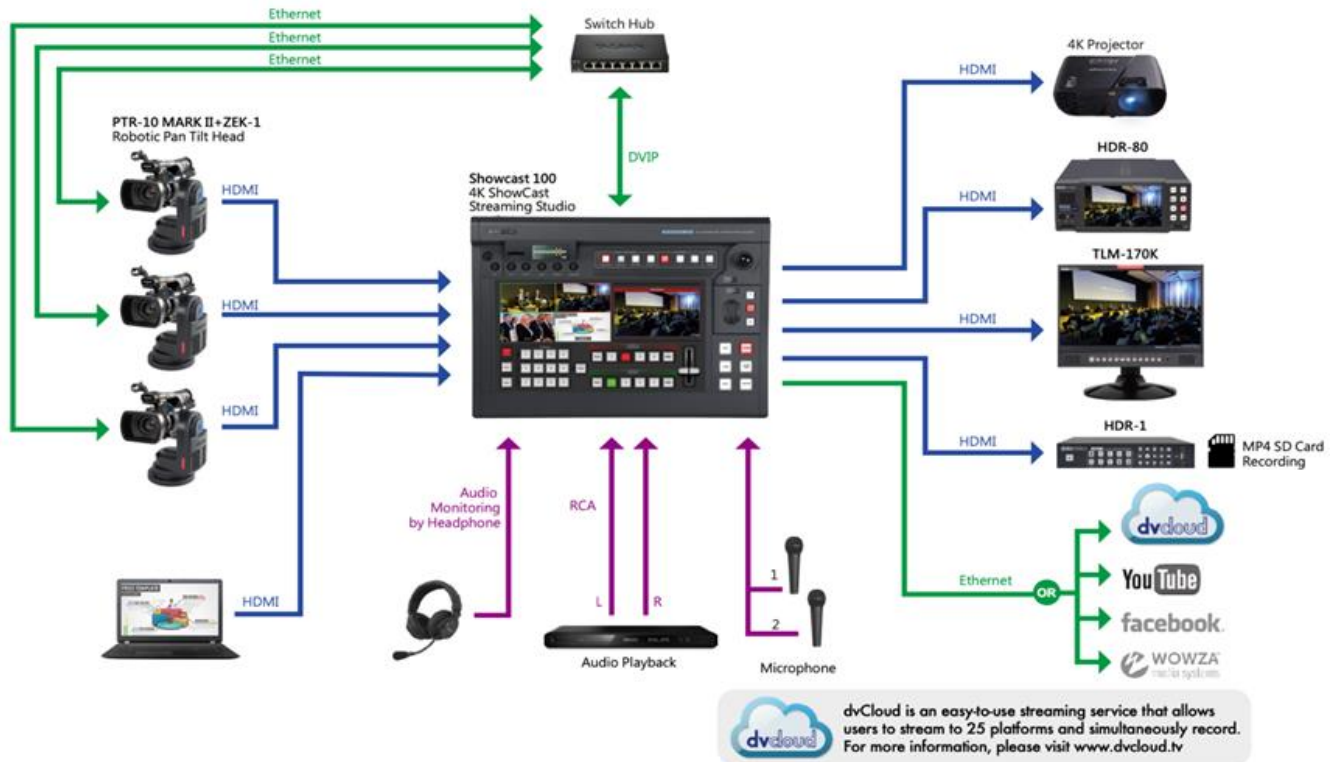 Ethernet
Ethernet
Ethernet
Switch Hub
4K Projector
HDMI
PTR-10 MARK II+ZEK-1
Robotic Pan Tilt Head
HDMI
DVIP
Showcast 100
4K ShowCast
Streaming Studio
HDR-80
HDMI
TLM-170K
HDMI
HDMI
HDMI
HDR-1
HDMI
MP4 SD Card
Recording
Audio
Monitoring
by Headphone
RCA
L
R
1
2
HDMI
Audio Playback
Microphone
Ethernet
OR
dvcloud
YouTube
facebook.
WOWZA
media systems
FREE TEMPLATE
dvcloud
dvCloud is an easy-to-use streaming service that allows
users to stream to 25 platforms and simultaneously record.
For more information, please visit www.dvcloud.tv